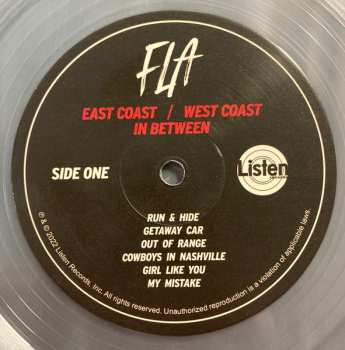 FLA
EAST COAST / WEST COAST
IN BETWEEN
SIDE ONE
Listen
RUN & HIDE
GETAWAY CAR
OUT OF RANGE
COWBOYS IN NASHVILLE
GIRL LIKE YOU
MY MISTAKE
℗ & © 2022 Listen Records, Inc. All rights reserved. Unauthorized reproduction is a violation of applicable laws.